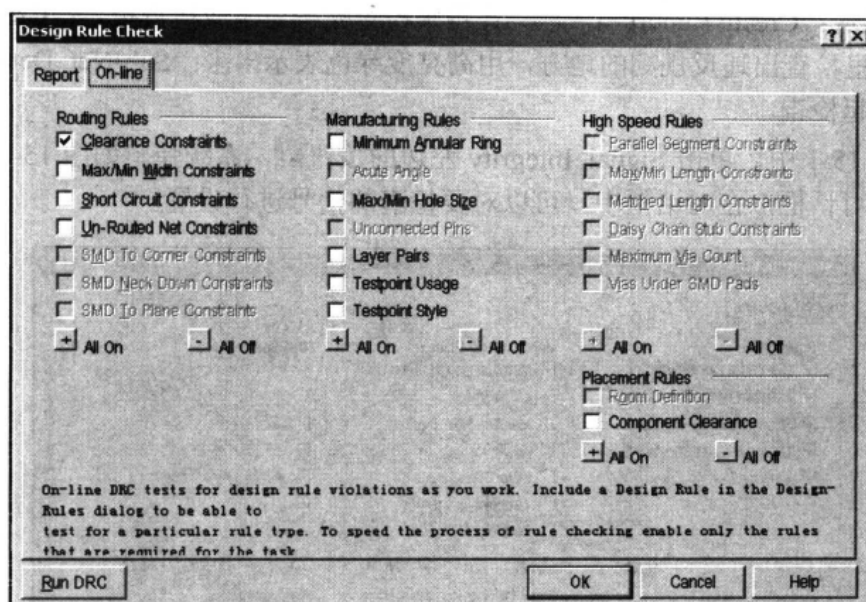 Design Rule Check
Report On-line
Routing Rules
Clearance Constraints
Max/Min Width Constraints
Short Circuit Constraints
Un-Routed Net Constraints
SMD To Corner Constraints
SMD Neck Down Constraints
SMD To Plane Constraints
+ All On - All Off
Manufacturing Rules
Minimum Annular Ring
Acute Angle
Max/Min Hole Size
Unconnected Pins
Layer Pairs
Testpoint Usage
Testpoint Style
+ All On - All Off
High Speed Rules
Parallel Segment Constraints
Max/Min Length Constraints
Matched Length Constraints
Daisy Chain Stub Constraints
Maximum Via Count
Vias Under SMD Pads
+ All On - All Off
Placement Rules
Room Definition
Component Clearance
+ All On - All Off
On-line DRC tests for design rule violations as you work. Include a Design Rule in the Design-
Rules dialog to be able to
test for a particular rule type. To speed the process of rule checking enable only the rules
that are required for the task
Run DRC OK Cancel Help